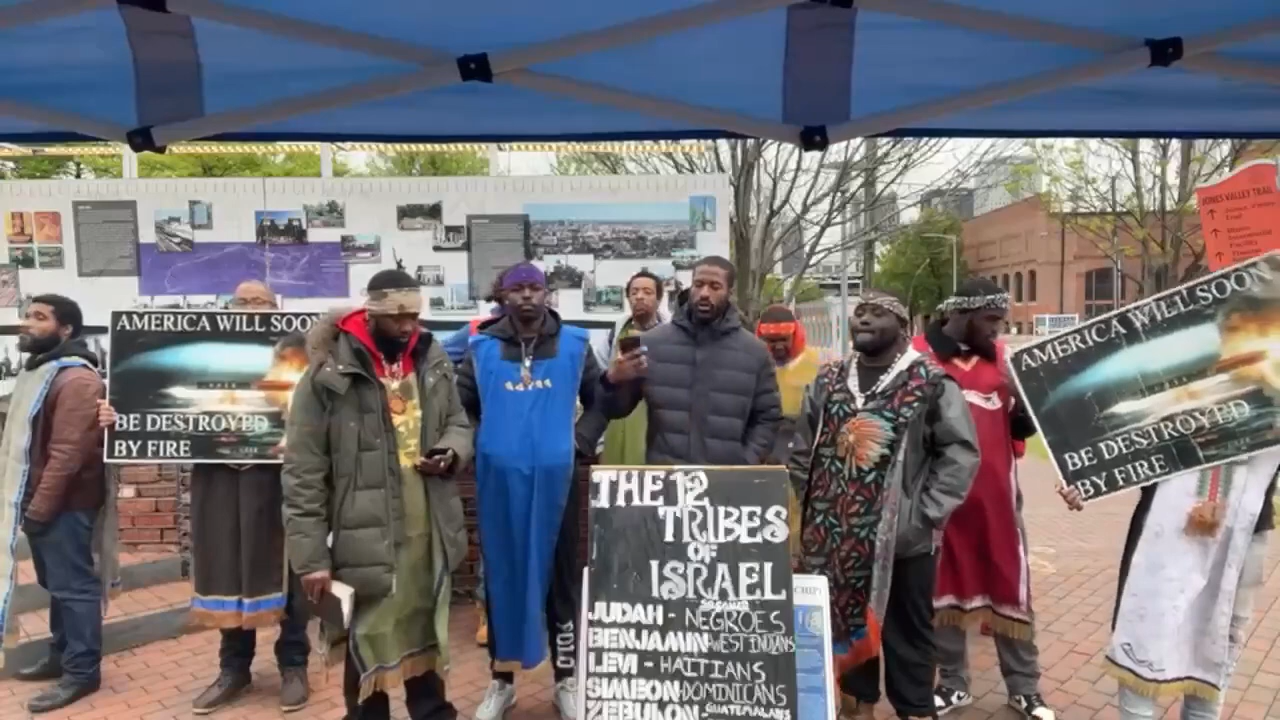 JONES VALLEY TRAIL
AMERICA WILL SOON
BE DESTROYED
BY FIRE
AMERICA WILL SOON
BE DESTROYED
BY FIRE
THE 12
TRIBES
OF
ISRAEL
JUDAH - NEGROES
BENJAMIN-WEST INDIANS
LEVI - HAITIANS
SIMEON-DOMINICANS
ZEBULON-GUATEMALANS
POLO